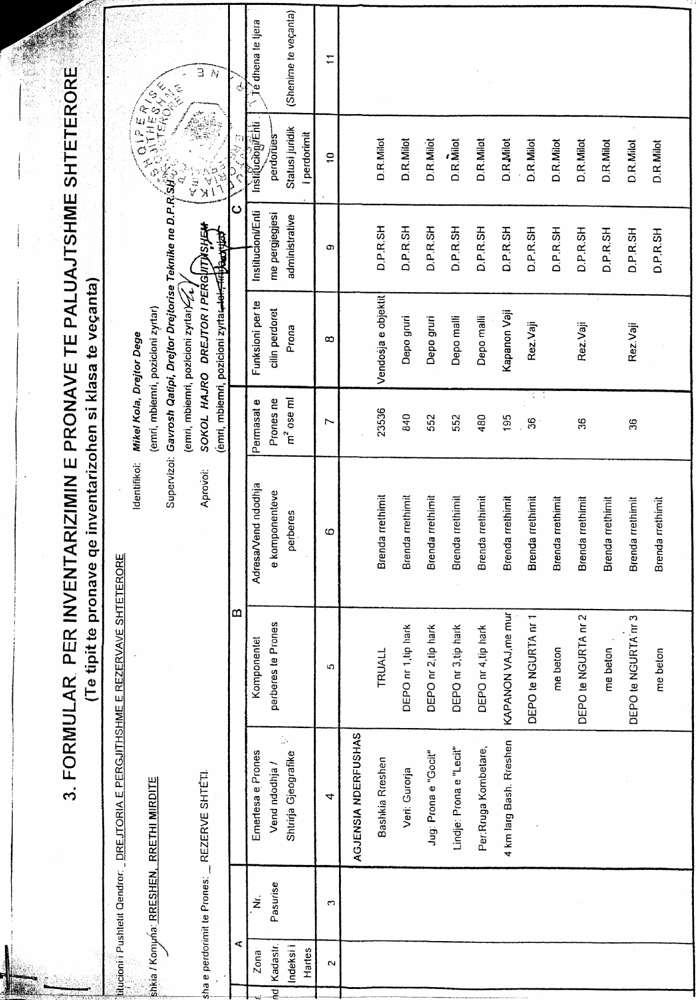 3. FORMULAR PER INVENTARIZIMIN E PRONAVE TE PALUAJTSHME SHTETERORE
(Te tipit te pronave qe inventarizohen si klasa te veçanta)
titucioni i Pushtetit Qendror: DREJTORIA E PERGJITHSHME E REZERVAVE SHTETERORE
Identifikoi: Mikel Kola, Drejtor Dege
shkia / Komuna: RRESHEN, RRETHI MIRDITE
(emri, mbiemri, pozicioni zyrtar)
Supervizoi: Gavrosh Qatipi, Drejtor Drejtorise Teknike ne D.P.R.SH
(emri, mbiemri, pozicioni zyrtar)
sha e perdorimit te Prones: _ REZERVE SHTETI.
Aprovoi: SOKOL HAJRO DREJTOR I PERGJITHSHEM
(emri, mbiemri, pozicioni zyrtar, tel., firma, vula)
A B C
Zona Kadastr. Indeksi i Hartes
Nr. Pasurise
Emertesa e Prones Vend ndodhja / Shtrirja Gjeografike
Komponentet perberes te Prones
Adresa/Vend ndodhja e komponenteve perberes
Permasat e Prones ne m² ose ml
Funksioni per te cilin perdoret Prona
Institucioni/Enti me pergjegjesi administrative
Institucioni/Enti perdorues Statusi juridik i perdorimit
Te dhena te tjera (Shenime te veçanta)
2 3 4 5 6 7 8 9 10 11
AGJENSIA NDERFUSHAS
Bashkia Rreshen TRUALL Brenda rrethimit 23536 Vendosja e objektit D.P.R.SH D.R.Milot
Veri: Gurorja DEPO nr 1,tip hark Brenda rrethimit 840 Depo gruri D.P.R.SH D.R.Milot
Jug: Prona e "Gocit" DEPO nr 2,tip hark Brenda rrethimit 552 Depo gruri D.P.R.SH D.R.Milot
Lindje: Prona e "Lecit" DEPO nr 3,tip hark Brenda rrethimit 552 Depo malli D.P.R.SH D.R.Milot
Per:Rruga Kombetare, DEPO nr 4,tip hark Brenda rrethimit 480 Depo malli D.P.R.SH D.R.Milot
4 km larg Bash. Rreshen KAPANON VAJ,me mur Brenda rrethimit 195 Kapanon Vaji D.P.R.SH D.R.Milot
DEPO te NGURTA nr 1 Brenda rrethimit 36 Rez.Vaji D.P.R.SH D.R.Milot
me beton Brenda rrethimit D.P.R.SH D.R.Milot
DEPO te NGURTA nr 2 Brenda rrethimit 36 Rez.Vaji D.P.R.SH D.R.Milot
me beton Brenda rrethimit D.P.R.SH D.R.Milot
DEPO te NGURTA nr 3 Brenda rrethimit 36 Rez.Vaji D.P.R.SH D.R.Milot
me beton Brenda rrethimit D.P.R.SH D.R.Milot